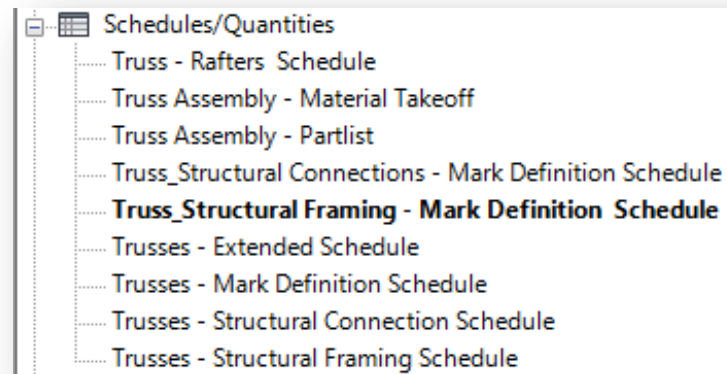 Schedules/Quantities
Truss - Rafters  Schedule
Truss Assembly - Material Takeoff
Truss Assembly - Partlist
Truss_Structural Connections - Mark Definition Schedule
Truss_Structural Framing - Mark Definition  Schedule
Trusses - Extended Schedule
Trusses - Mark Definition Schedule
Trusses - Structural Connection Schedule
Trusses - Structural Framing Schedule